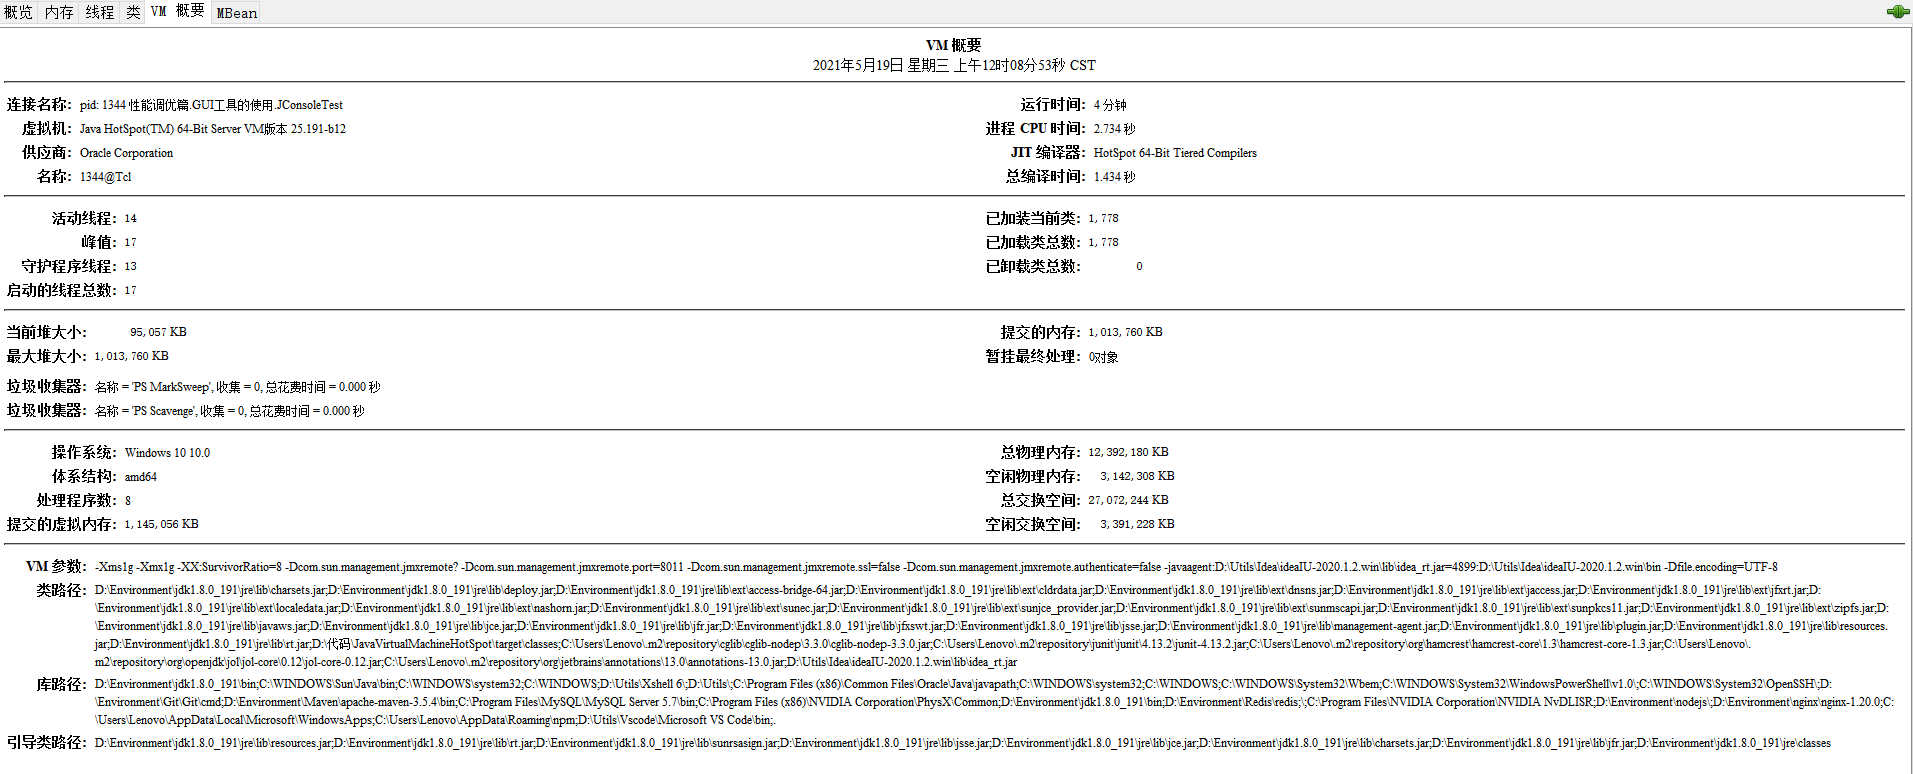 概览 内存 线程 类 VM 概要 MBean
VM 概要
2021年5月19日 星期三 上午12时08分53秒 CST
连接名称: pid: 1344 性能调优篇.GUI工具的使用.JConsoleTest 运行时间: 4 分钟
虚拟机: Java HotSpot(TM) 64-Bit Server VM版本 25.191-b12 进程 CPU 时间: 2.734 秒
供应商: Oracle Corporation JIT 编译器: HotSpot 64-Bit Tiered Compilers
名称: 1344@Tcl 总编译时间: 1.434 秒
活动线程: 14 已加装当前类: 1,778
峰值: 17 已加载类总数: 1,778
守护程序线程: 13 已卸载类总数: 0
启动的线程总数: 17
当前堆大小: 95,057 KB 提交的内存: 1,013,760 KB
最大堆大小: 1,013,760 KB 暂挂最终处理: 0对象
垃圾收集器: 名称 = 'PS MarkSweep', 收集 = 0, 总花费时间 = 0.000 秒
垃圾收集器: 名称 = 'PS Scavenge', 收集 = 0, 总花费时间 = 0.000 秒
操作系统: Windows 10 10.0 总物理内存: 12,392,180 KB
体系结构: amd64 空闲物理内存: 3,142,308 KB
处理程序数: 8 总交换空间: 27,072,244 KB
提交的虚拟内存: 1,145,056 KB 空闲交换空间: 3,391,228 KB
VM 参数: -Xms1g -Xmx1g -XX:SurvivorRatio=8 -Dcom.sun.management.jmxremote? -Dcom.sun.management.jmxremote.port=8011 -Dcom.sun.management.jmxremote.ssl=false -Dcom.sun.management.jmxremote.authenticate=false -javaagent:D:\Utils\Idea\ideaIU-2020.1.2.win\lib\idea_rt.jar=4899:D:\Utils\Idea\ideaIU-2020.1.2.win\bin -Dfile.encoding=UTF-8
类路径: D:\Environment\jdk1.8.0_191\jre\lib\charsets.jar;D:\Environment\jdk1.8.0_191\jre\lib\deploy.jar;D:\Environment\jdk1.8.0_191\jre\lib\ext\access-bridge-64.jar;D:\Environment\jdk1.8.0_191\jre\lib\ext\cldrdata.jar;D:\Environment\jdk1.8.0_191\jre\lib\ext\dnsns.jar;D:\Environment\jdk1.8.0_191\jre\lib\ext\jaccess.jar;D:\Environment\jdk1.8.0_191\jre\lib\ext\jfxrt.jar;D:
\Environment\jdk1.8.0_191\jre\lib\ext\localedata.jar;D:\Environment\jdk1.8.0_191\jre\lib\ext\nashorn.jar;D:\Environment\jdk1.8.0_191\jre\lib\ext\sunec.jar;D:\Environment\jdk1.8.0_191\jre\lib\ext\sunjce_provider.jar;D:\Environment\jdk1.8.0_191\jre\lib\ext\sunmscapi.jar;D:\Environment\jdk1.8.0_191\jre\lib\ext\sunpkcs11.jar;D:\Environment\jdk1.8.0_191\jre\lib\ext\zipfs.jar;D:
\Environment\jdk1.8.0_191\jre\lib\javaws.jar;D:\Environment\jdk1.8.0_191\jre\lib\jce.jar;D:\Environment\jdk1.8.0_191\jre\lib\jfr.jar;D:\Environment\jdk1.8.0_191\jre\lib\jfxswt.jar;D:\Environment\jdk1.8.0_191\jre\lib\jsse.jar;D:\Environment\jdk1.8.0_191\jre\lib\management-agent.jar;D:\Environment\jdk1.8.0_191\jre\lib\plugin.jar;D:\Environment\jdk1.8.0_191\jre\lib\resources.
jar;D:\Environment\jdk1.8.0_191\jre\lib\rt.jar;D:\代码\JavaVirtualMachineHotSpot\target\classes;C:\Users\Lenovo\.m2\repository\cglib\cglib-nodep\3.3.0\cglib-nodep-3.3.0.jar;C:\Users\Lenovo\.m2\repository\junit\junit\4.13.2\junit-4.13.2.jar;C:\Users\Lenovo\.m2\repository\org\hamcrest\hamcrest-core\1.3\hamcrest-core-1.3.jar;C:\Users\Lenovo\.
m2\repository\org\openjdk\jol\jol-core\0.12\jol-core-0.12.jar;C:\Users\Lenovo\.m2\repository\org\jetbrains\annotations\13.0\annotations-13.0.jar;D:\Utils\Idea\ideaIU-2020.1.2.win\lib\idea_rt.jar
库路径: D:\Environment\jdk1.8.0_191\bin;C:\WINDOWS\Sun\Java\bin;C:\WINDOWS\system32;C:\WINDOWS;D:\Utils\Xshell 6\;D:\Utils\;C:\Program Files (x86)\Common Files\Oracle\Java\javapath;C:\WINDOWS\system32;C:\WINDOWS;C:\WINDOWS\System32\Wbem;C:\WINDOWS\System32\WindowsPowerShell\v1.0\;C:\WINDOWS\System32\OpenSSH\;D:
\Environment\Git\Git\cmd;D:\Environment\Maven\apache-maven-3.5.4\bin;C:\Program Files\MySQL\MySQL Server 5.7\bin;C:\Program Files (x86)\NVIDIA Corporation\PhysX\Common;D:\Environment\jdk1.8.0_191\bin;D:\Environment\Redis\redis;\;C:\Program Files\NVIDIA Corporation\NVIDIA NvDLISR;D:\Environment\nodejs\;D:\Environment\nginx\nginx-1.20.0;C:
\Users\Lenovo\AppData\Local\Microsoft\WindowsApps;C:\Users\Lenovo\AppData\Roaming\npm;D:\Utils\Vscode\Microsoft VS Code\bin;.
引导类路径: D:\Environment\jdk1.8.0_191\jre\lib\resources.jar;D:\Environment\jdk1.8.0_191\jre\lib\rt.jar;D:\Environment\jdk1.8.0_191\jre\lib\sunrsasign.jar;D:\Environment\jdk1.8.0_191\jre\lib\jsse.jar;D:\Environment\jdk1.8.0_191\jre\lib\jce.jar;D:\Environment\jdk1.8.0_191\jre\lib\charsets.jar;D:\Environment\jdk1.8.0_191\jre\lib\jfr.jar;D:\Environment\jdk1.8.0_191\jre\classes